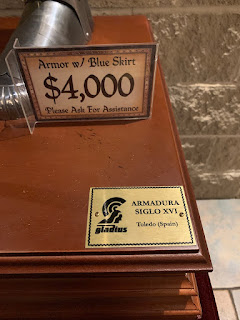 Armor w/ Blue Skirt
$4,000
Please Ask For Assistance
gladius
ARMADURA
SIGLO XVI
Toledo (Spain)